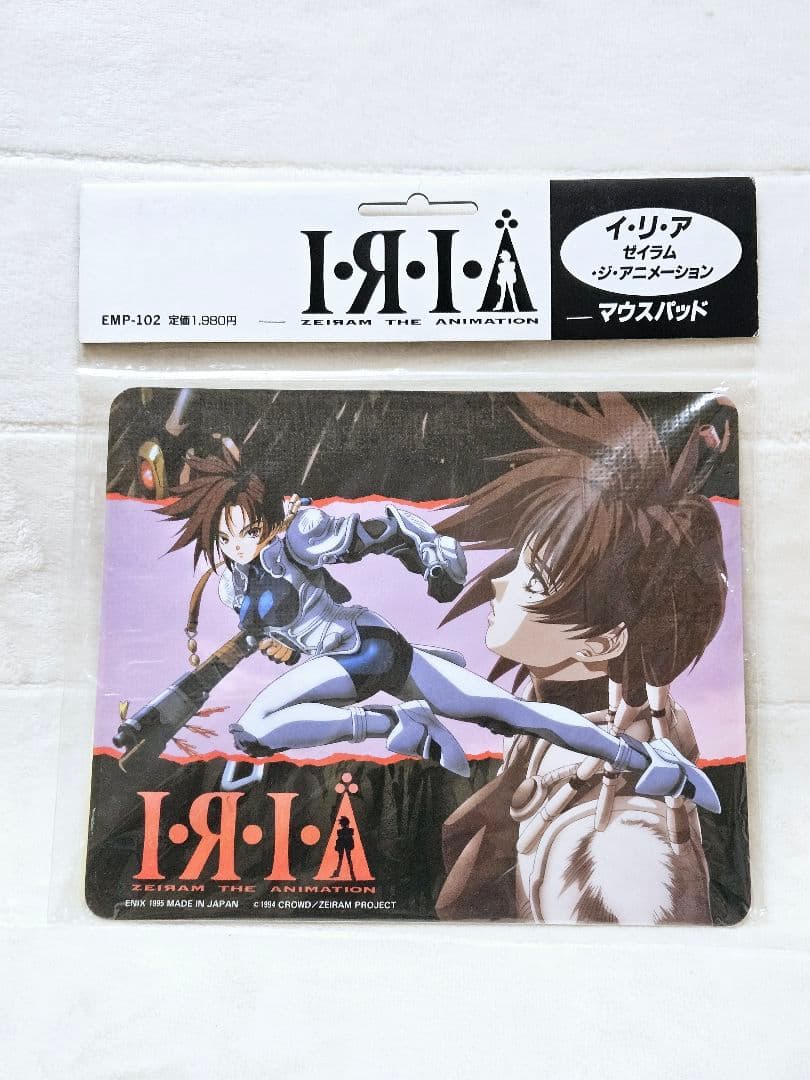 I·Я·I·Ä
ZEIЯAM THE ANIMATION
EMP-102 定価1,980円
イ・リ・ア
ゼイラム
・ジ・アニメーション
マウスパッド
I·Я·I·Ä
ZEIЯAM THE ANIMATION
ENIX 1995 MADE IN JAPAN ©1994 CROWD/ZEIRAM PROJECT